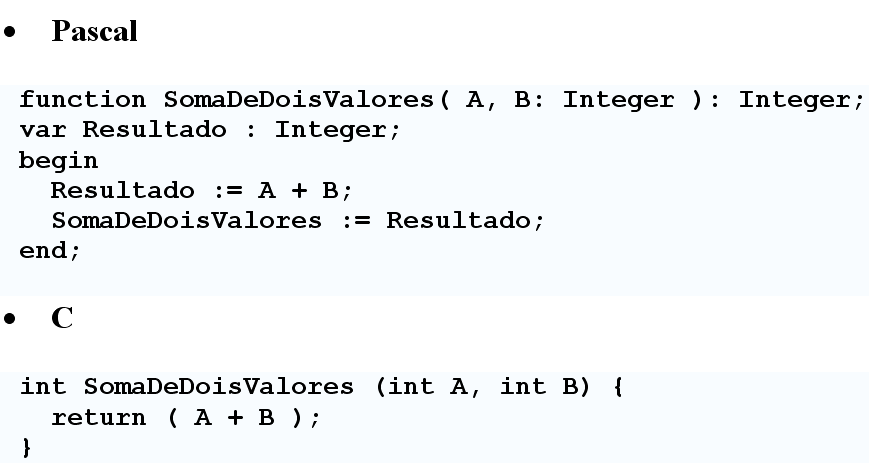 • Pascal
function SomaDeDoisValores( A, B: Integer ): Integer;
var Resultado : Integer;
begin
  Resultado := A + B;
  SomaDeDoisValores := Resultado;
end;
• C
int SomaDeDoisValores (int A, int B) {
  return ( A + B );
}